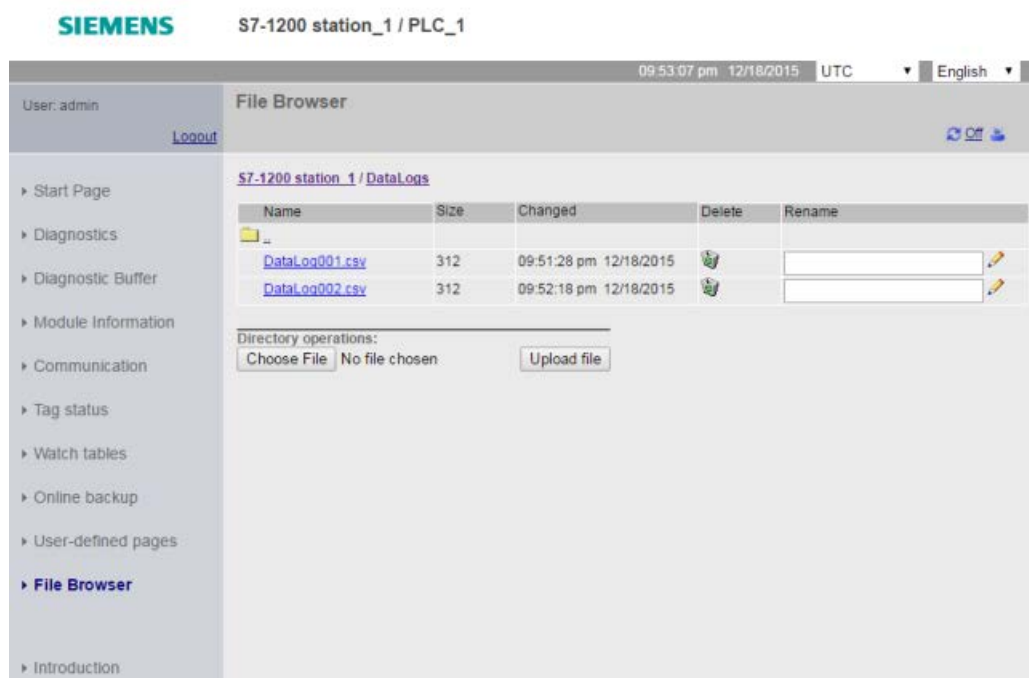 SIEMENS S7-1200 station_1 / PLC_1
09:53:07 pm 12/18/2015 UTC English
User: admin
Logout
File Browser
Off
Start Page
Diagnostics
Diagnostic Buffer
Module Information
Communication
Tag status
Watch tables
Online backup
User-defined pages
File Browser
Introduction
S7-1200 station_1 / DataLogs
Name Size Changed Delete Rename
..
DataLog001.csv 312 09:51:28 pm 12/18/2015
DataLog002.csv 312 09:52:18 pm 12/18/2015
Directory operations:
Choose File No file chosen Upload file